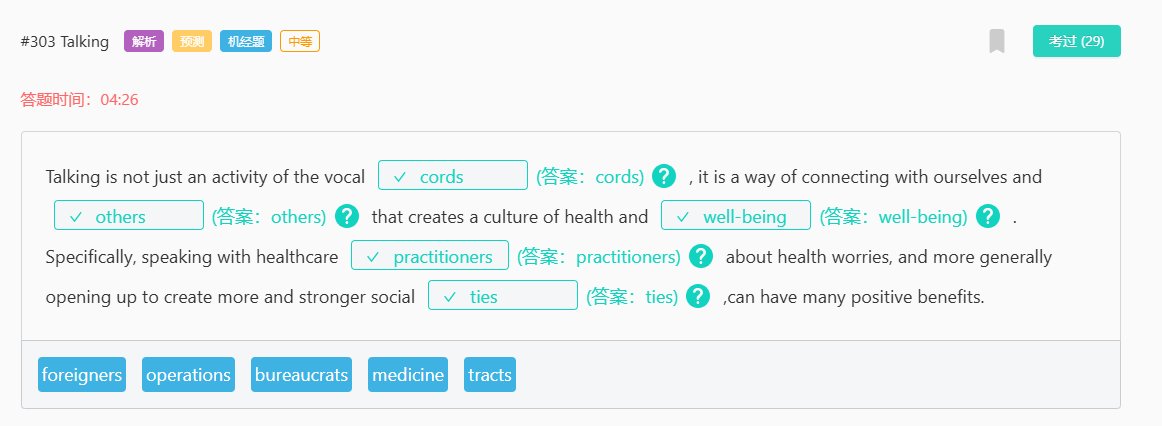 #303 Talking 解析 预测 机经题 中等 考过 (29)
答题时间：04:26
Talking is not just an activity of the vocal ✓ cords (答案：cords) ? , it is a way of connecting with ourselves and
✓ others (答案：others) ? that creates a culture of health and ✓ well-being (答案：well-being) ? .
Specifically, speaking with healthcare ✓ practitioners (答案：practitioners) ? about health worries, and more generally
opening up to create more and stronger social ✓ ties (答案：ties) ? ,can have many positive benefits.
foreigners operations bureaucrats medicine tracts